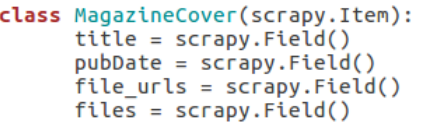 class MagazineCover(scrapy.Item):
    title = scrapy.Field()
    pubDate = scrapy.Field()
    file_urls = scrapy.Field()
    files = scrapy.Field()